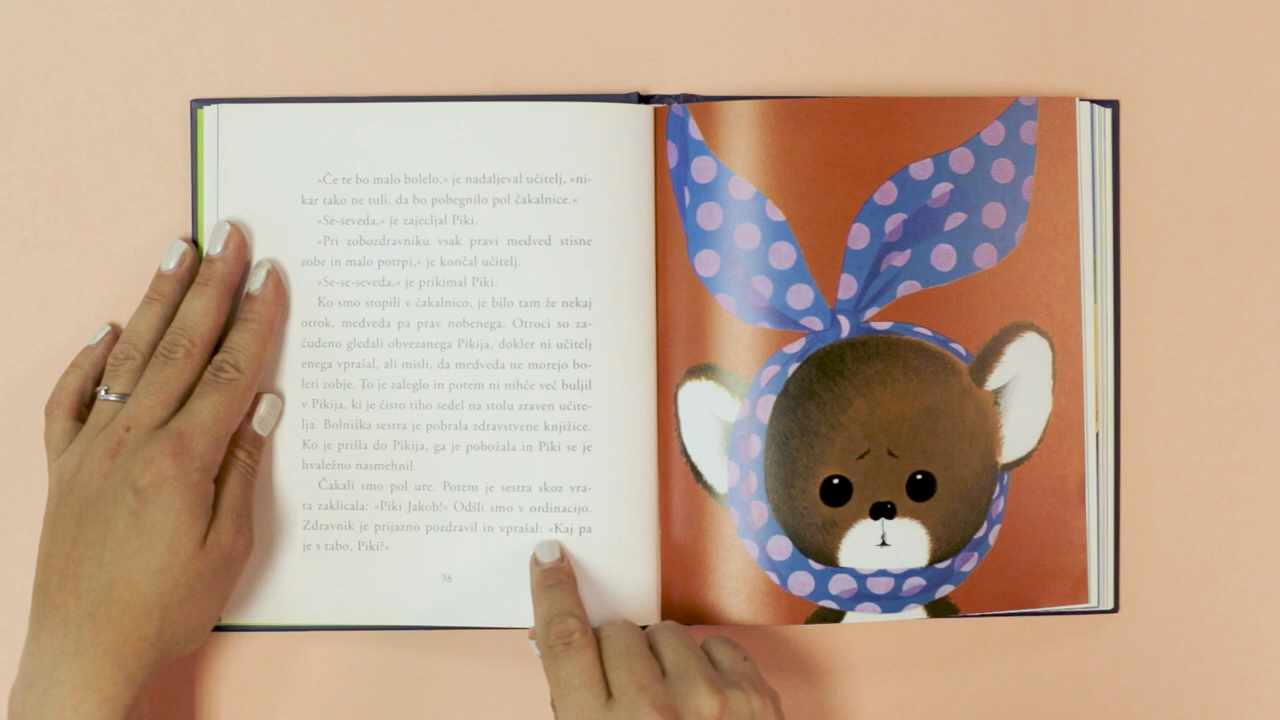 »Če te bo malo bolelo,« je nadaljeval učitelj, »ni-
kar tako ne tuli, da bo pobegnilo pol čakalnice.«
»Se-seveda,« je zajecljal Piki.
»Pri zobozdravniku vsak pravi medved stisne
zobe in malo potrpi,« je končal učitelj.
»Se-se-seveda,« je prikimal Piki.
Ko smo stopili v čakalnico, je bilo tam že nekaj
otrok, medveda pa prav nobenega. Otroci so za-
čudeno gledali obvezanega Pikija, dokler ni učitelj
enega vprašal, ali misli, da medveda ne morejo bo-
leti zobje. To je zaleglo in potem ni nihče več buljil
v Pikija, ki je čisto tiho sedel na stolu zraven učite-
lja. Bolniška sestra je pobrala zdravstvene knjižice.
Ko je prišla do Pikija, ga je pobožala in Piki se je
hvaležno nasmehnil.
Čakali smo pol ure. Potem je sestra skoz vra-
ta zaklicala: »Piki Jakob!« Odšli smo v ordinacijo.
Zdravnik je prijazno pozdravil in vprašal: »Kaj pa
je s tabo, Piki?«
38